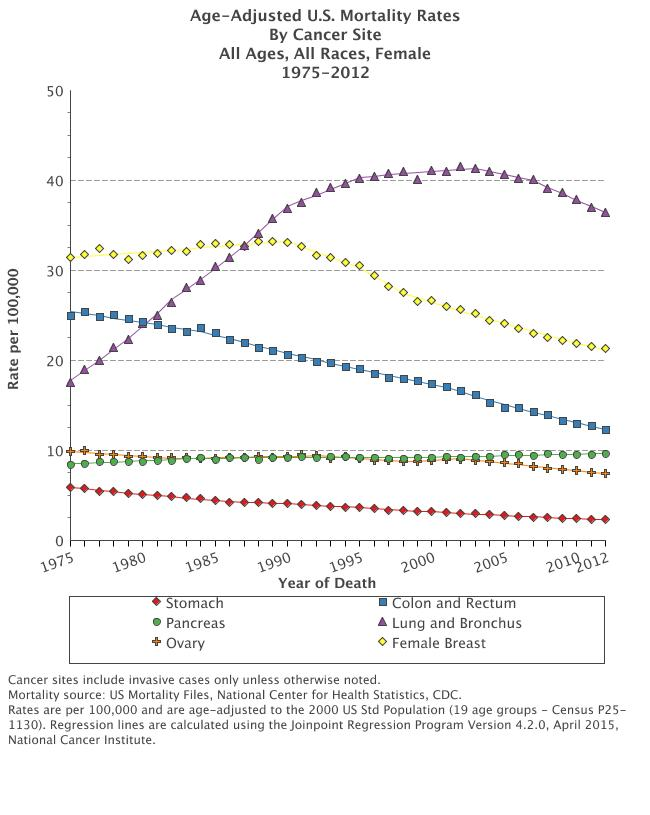 Age-Adjusted U.S. Mortality Rates
By Cancer Site
All Ages, All Races, Female
1975-2012
50
40
30
20
10
0
Rate per 100,000
1975
1980
1985
1990
1995
2000
2005
2010
2012
Year of Death
Stomach
Colon and Rectum
Pancreas
Lung and Bronchus
Ovary
Female Breast
Cancer sites include invasive cases only unless otherwise noted.
Mortality source: US Mortality Files, National Center for Health Statistics, CDC.
Rates are per 100,000 and are age-adjusted to the 2000 US Std Population (19 age groups - Census P25-
1130). Regression lines are calculated using the Joinpoint Regression Program Version 4.2.0, April 2015,
National Cancer Institute.